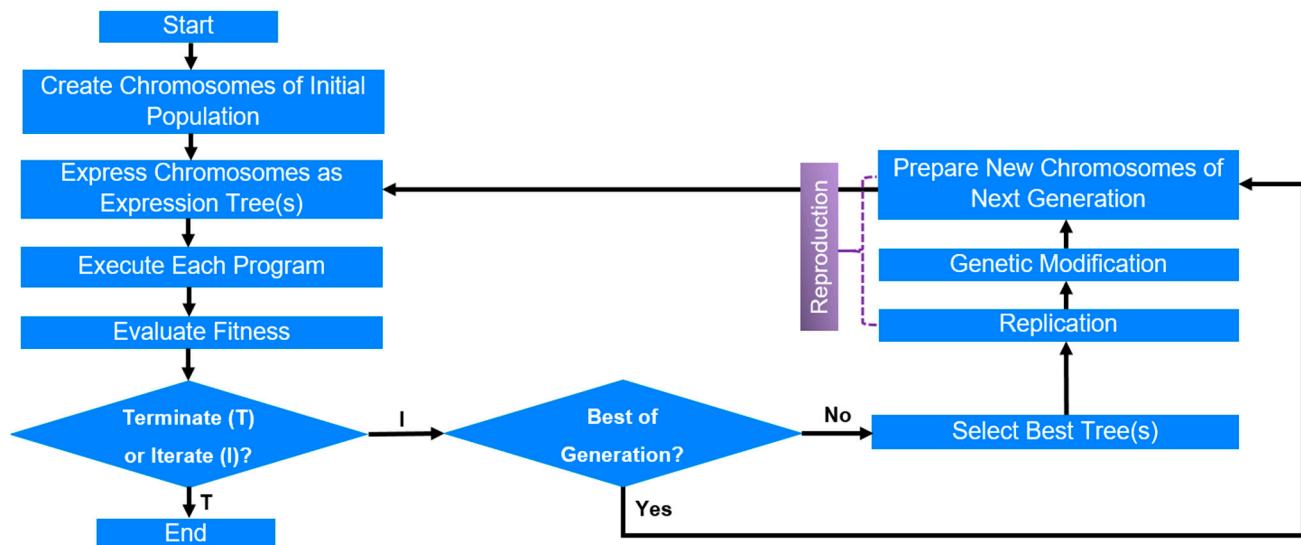 Start
Create Chromosomes of Initial
Population
Express Chromosomes as
Expression Tree(s)
Execute Each Program
Evaluate Fitness
Terminate (T)
or Iterate (I)?
T
End
I
Best of
Generation?
Yes
No
Select Best Tree(s)
Replication
Genetic Modification
Prepare New Chromosomes of
Next Generation
Reproduction